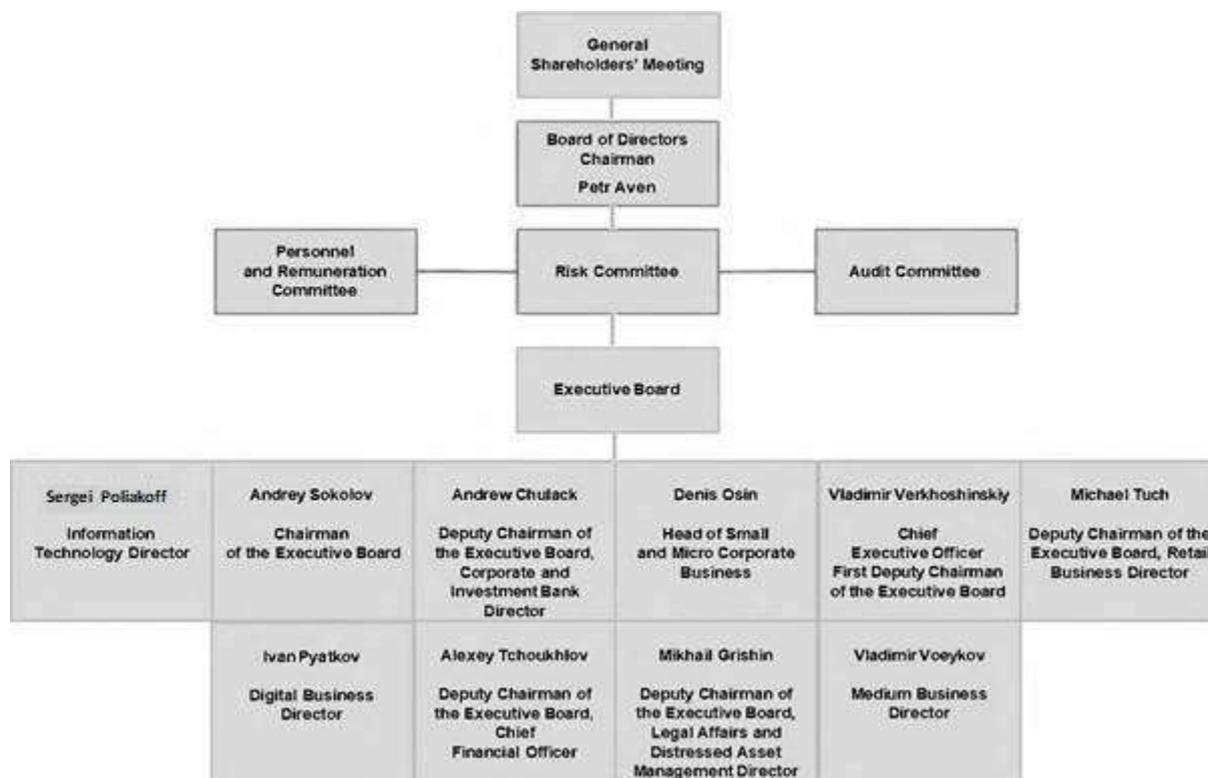 General
Shareholders' Meeting
Board of Directors
Chairman
Petr Aven
Personnel
and Remuneration
Committee
Risk Committee
Audit Committee
Executive Board
Sergei Poliakoff
Information
Technology Director
Andrey Sokolov
Chairman
of the Executive Board
Andrew Chulack
Deputy Chairman of
the Executive Board,
Corporate and
Investment Bank
Director
Denis Osin
Head of Small
and Micro Corporate
Business
Vladimir Verkhoshinskiy
Chief
Executive Officer
First Deputy Chairman
of the Executive Board
Michael Tuch
Deputy Chairman of the
Executive Board, Retail
Business Director
Ivan Pyatkov
Digital Business
Director
Alexey Tchoukhlov
Deputy Chairman of
the Executive Board,
Chief
Financial Officer
Mikhail Grishin
Deputy Chairman of
the Executive Board,
Legal Affairs and
Distressed Asset
Management Director
Vladimir Voeykov
Medium Business
Director